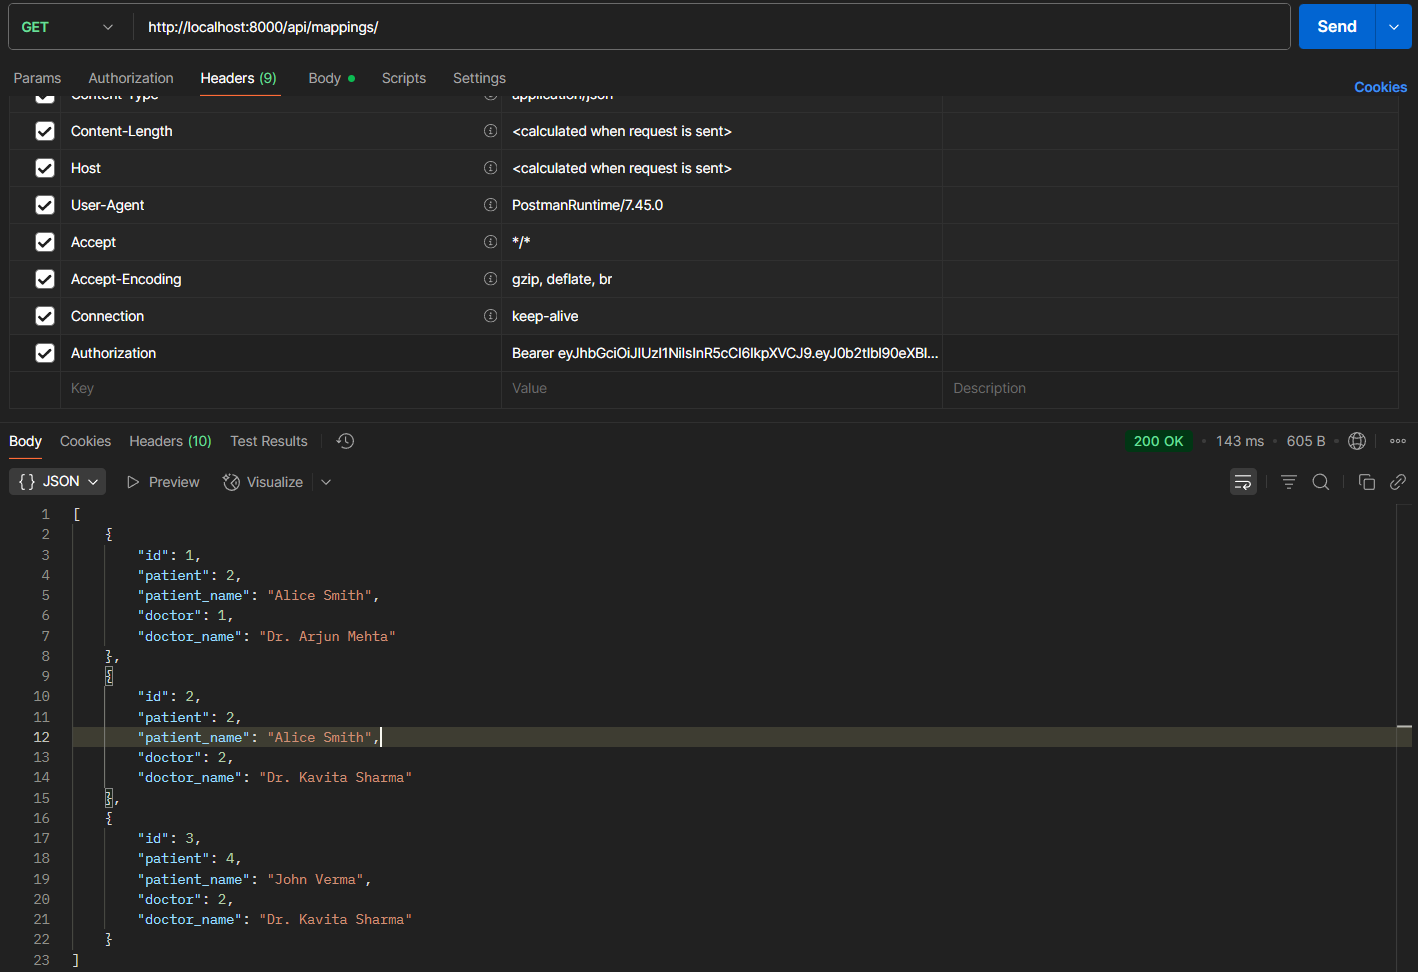 GET http://localhost:8000/api/mappings/ Send
Params Authorization Headers (9) Body Scripts Settings Cookies
Content-Type application/json
Content-Length <calculated when request is sent>
Host <calculated when request is sent>
User-Agent PostmanRuntime/7.45.0
Accept */*
Accept-Encoding gzip, deflate, br
Connection keep-alive
Authorization Bearer eyJhbGciOiJIUzI1NiIsInR5cCI6IkpXVCJ9.eyJ0b2tlbl90eXBl...
Key Value Description
Body Cookies Headers (10) Test Results 200 OK 143 ms 605 B
{} JSON Preview Visualize
1 [
2 {
3 "id": 1,
4 "patient": 2,
5 "patient_name": "Alice Smith",
6 "doctor": 1,
7 "doctor_name": "Dr. Arjun Mehta"
8 },
9 {
10 "id": 2,
11 "patient": 2,
12 "patient_name": "Alice Smith",
13 "doctor": 2,
14 "doctor_name": "Dr. Kavita Sharma"
15 },
16 {
17 "id": 3,
18 "patient": 4,
19 "patient_name": "John Verma",
20 "doctor": 2,
21 "doctor_name": "Dr. Kavita Sharma"
22 }
23 ]